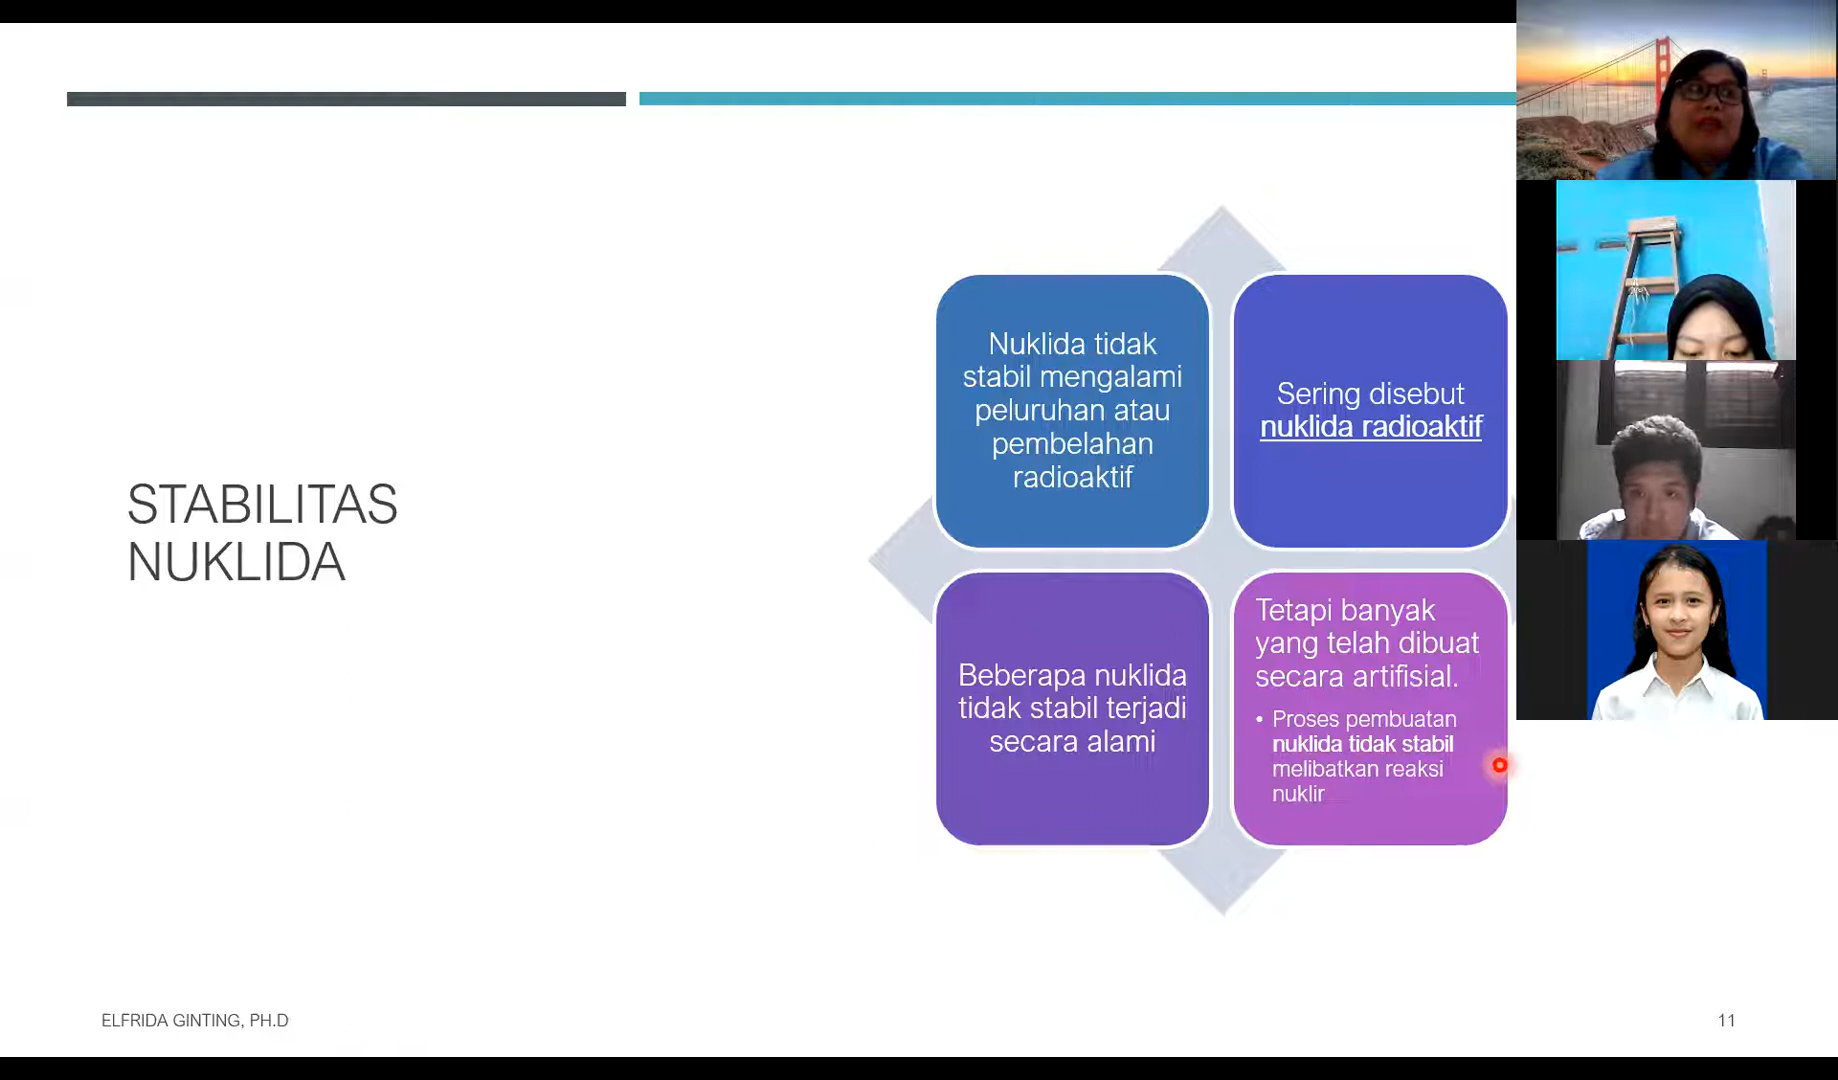 STABILITAS
NUKLIDA
Nuklida tidak
stabil mengalami
peluruhan atau
pembelahan
radioaktif
Sering disebut
nuklida radioaktif
Beberapa nuklida
tidak stabil terjadi
secara alami
Tetapi banyak
yang telah dibuat
secara artifisial.
• Proses pembuatan
nuklida tidak stabil
melibatkan reaksi
nuklir
ELFRIDA GINTING, PH.D
11